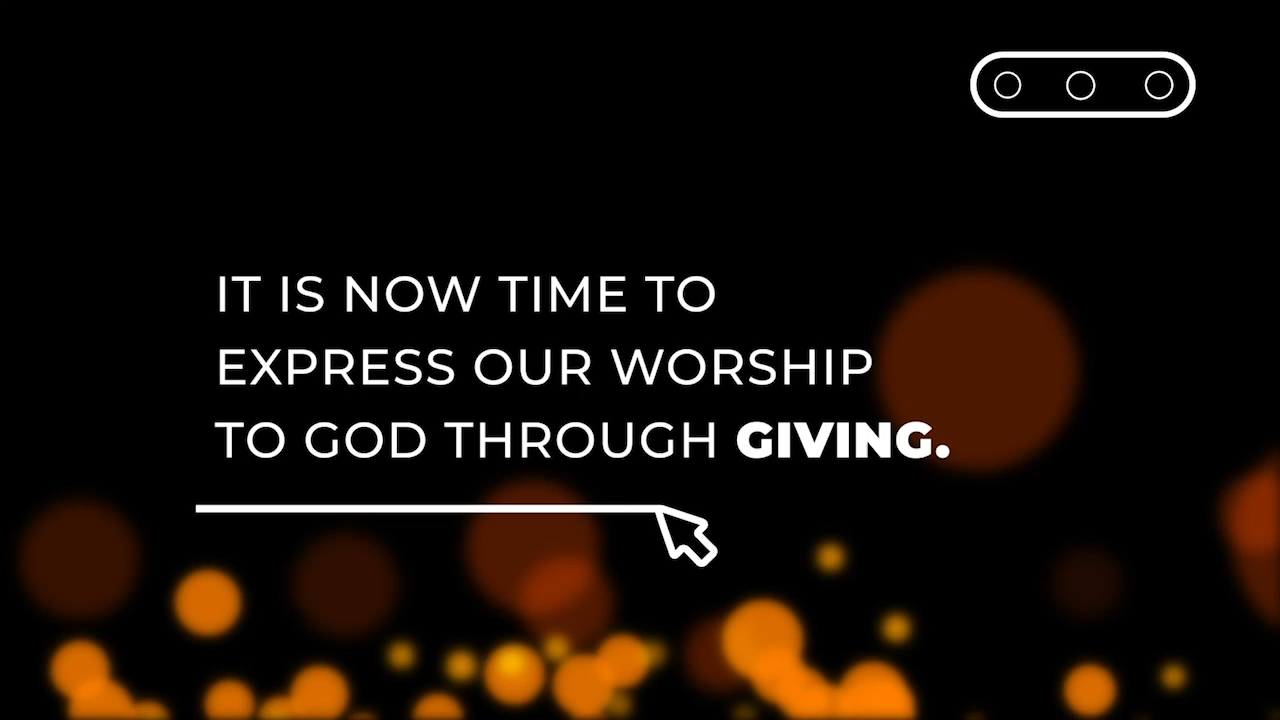 IT IS NOW TIME TO
EXPRESS OUR WORSHIP
TO GOD THROUGH GIVING.